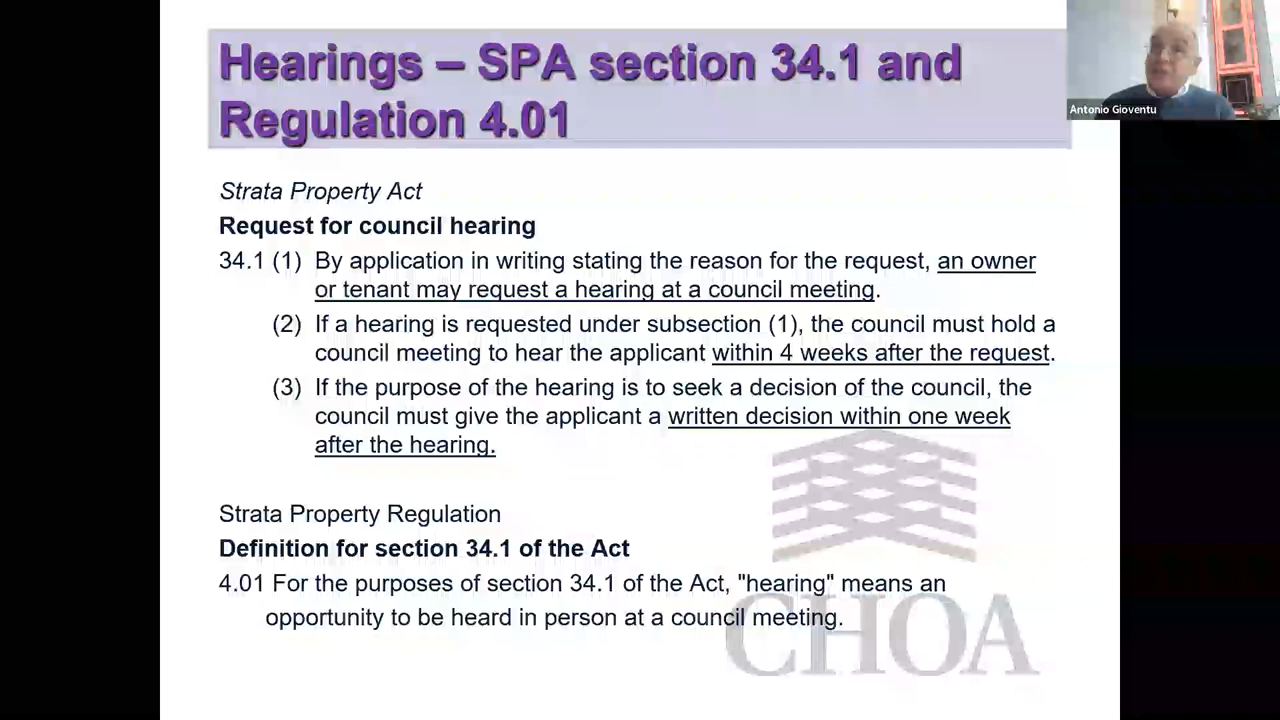 Hearings – SPA section 34.1 and
Regulation 4.01
Antonio Gioventu
Strata Property Act
Request for council hearing
34.1 (1) By application in writing stating the reason for the request, an owner
or tenant may request a hearing at a council meeting.
(2) If a hearing is requested under subsection (1), the council must hold a
council meeting to hear the applicant within 4 weeks after the request.
(3) If the purpose of the hearing is to seek a decision of the council, the
council must give the applicant a written decision within one week
after the hearing.
Strata Property Regulation
Definition for section 34.1 of the Act
4.01 For the purposes of section 34.1 of the Act, "hearing" means an
opportunity to be heard in person at a council meeting.
CHOA